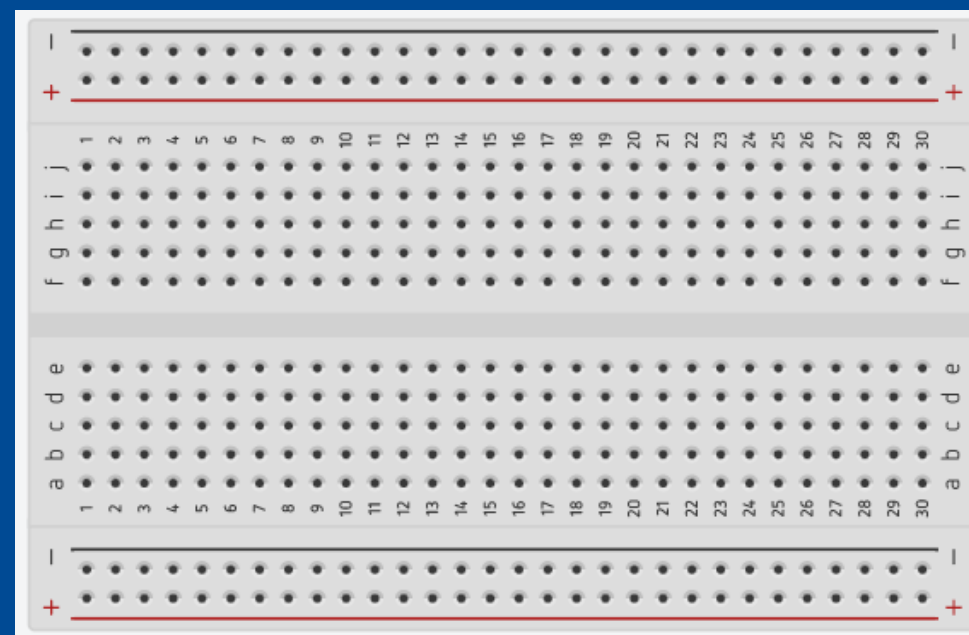 − −
+ +
1 2 3 4 5 6 7 8 9 10 11 12 13 14 15 16 17 18 19 20 21 22 23 24 25 26 27 28 29 30
j j
i i
h h
g g
f f
e e
d d
c c
b b
a a
1 2 3 4 5 6 7 8 9 10 11 12 13 14 15 16 17 18 19 20 21 22 23 24 25 26 27 28 29 30
− −
+ +